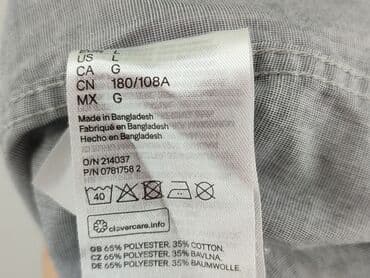 US L
CA G
CN 180/108A
MX G
Made in Bangladesh
Fabriqué en Bangladesh
Hecho en Bangladesh
O/N 214037
P/N 0781758 2
40
clevercare.info
GB 65% POLYESTER, 35% COTTON.
CZ 65% POLYESTER, 35% BAVLNA.
DE 65% POLYESTER, 35% BAUMWOLLE.